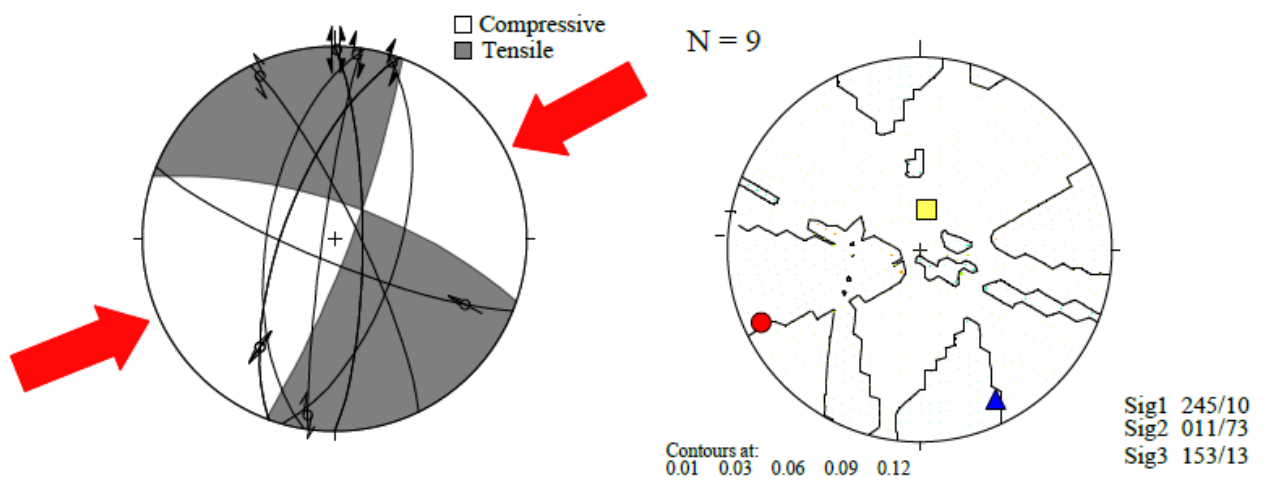 Compressive
Tensile
N = 9
Contours at:
0.01 0.03 0.06 0.09 0.12
Sig1 245/10
Sig2 011/73
Sig3 153/13